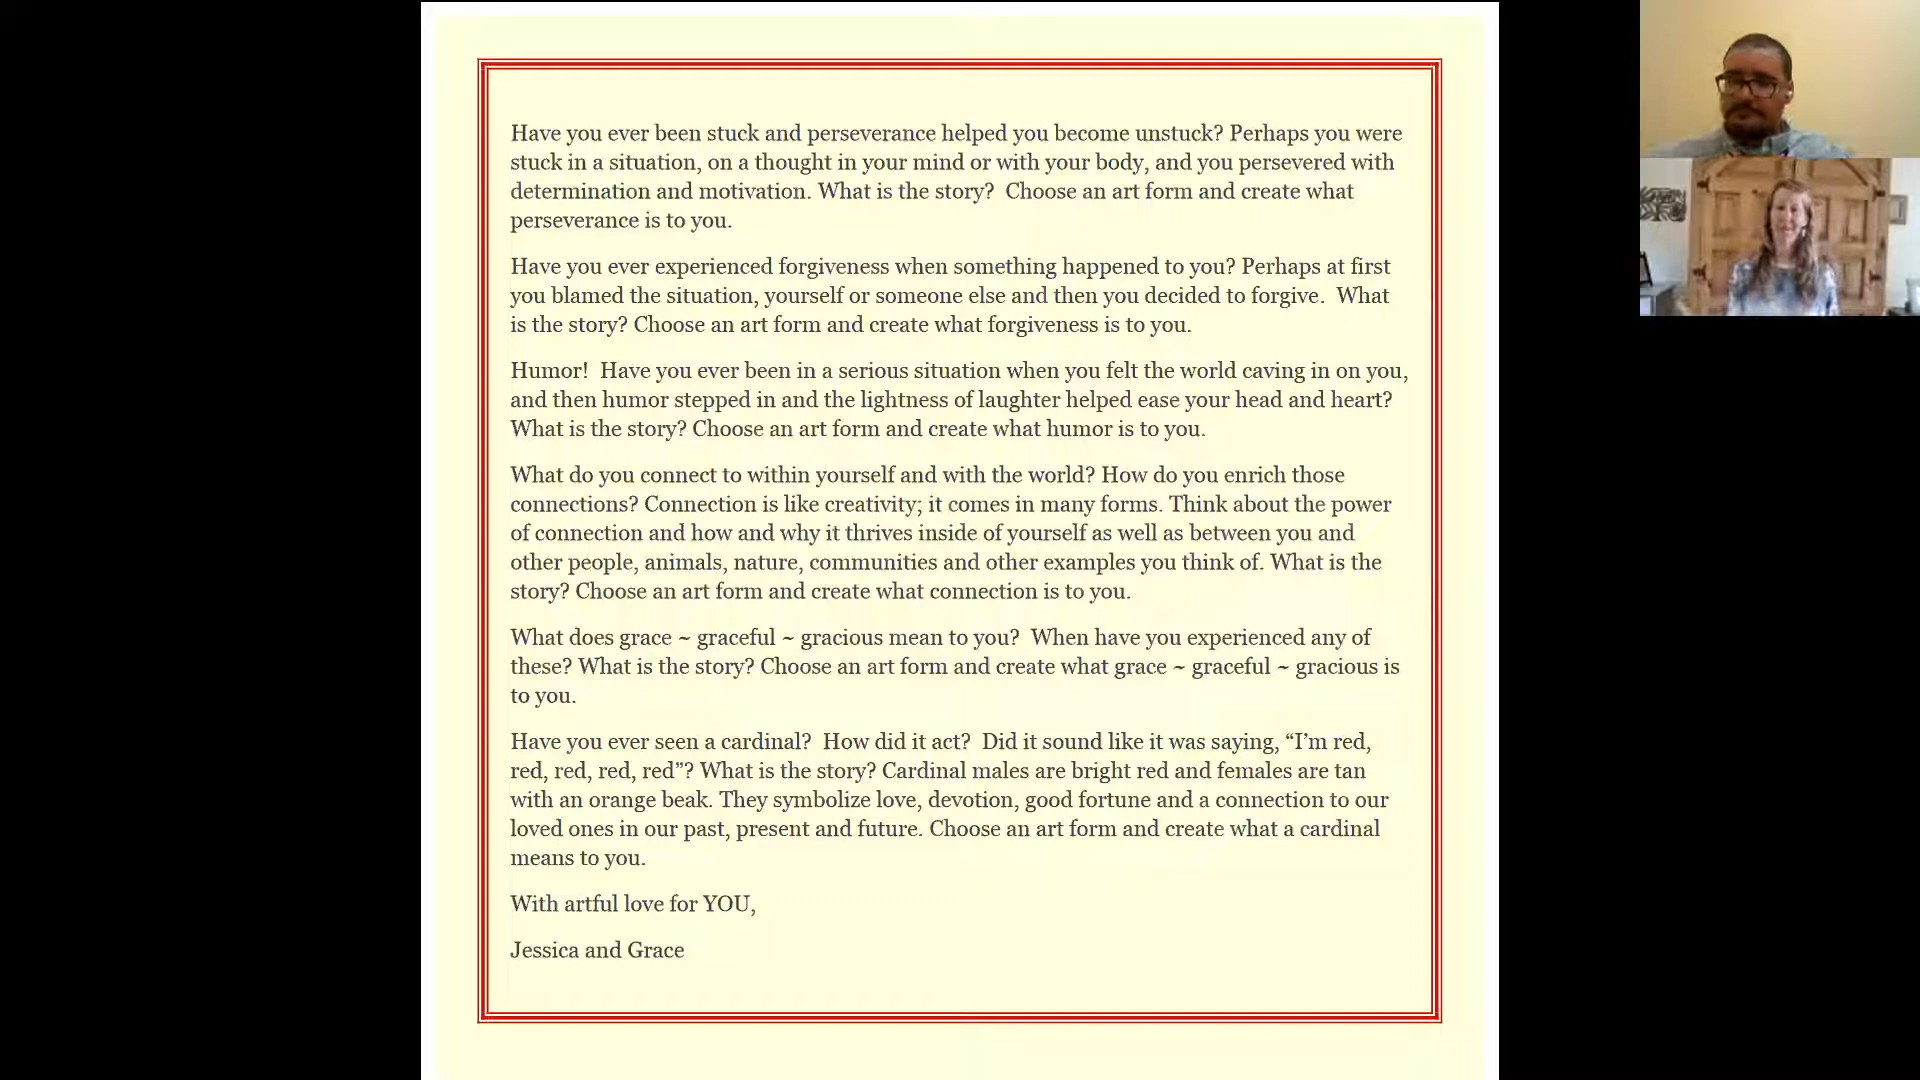 Have you ever been stuck and perseverance helped you become unstuck? Perhaps you were
stuck in a situation, on a thought in your mind or with your body, and you persevered with
determination and motivation. What is the story?  Choose an art form and create what
perseverance is to you.
Have you ever experienced forgiveness when something happened to you? Perhaps at first
you blamed the situation, yourself or someone else and then you decided to forgive.  What
is the story? Choose an art form and create what forgiveness is to you.
Humor!  Have you ever been in a serious situation when you felt the world caving in on you,
and then humor stepped in and the lightness of laughter helped ease your head and heart?
What is the story? Choose an art form and create what humor is to you.
What do you connect to within yourself and with the world? How do you enrich those
connections? Connection is like creativity; it comes in many forms. Think about the power
of connection and how and why it thrives inside of yourself as well as between you and
other people, animals, nature, communities and other examples you think of. What is the
story? Choose an art form and create what connection is to you.
What does grace ~ graceful ~ gracious mean to you?  When have you experienced any of
these? What is the story? Choose an art form and create what grace ~ graceful ~ gracious is
to you.
Have you ever seen a cardinal?  How did it act?  Did it sound like it was saying, “I’m red,
red, red, red, red”? What is the story? Cardinal males are bright red and females are tan
with an orange beak. They symbolize love, devotion, good fortune and a connection to our
loved ones in our past, present and future. Choose an art form and create what a cardinal
means to you.
With artful love for YOU,
Jessica and Grace